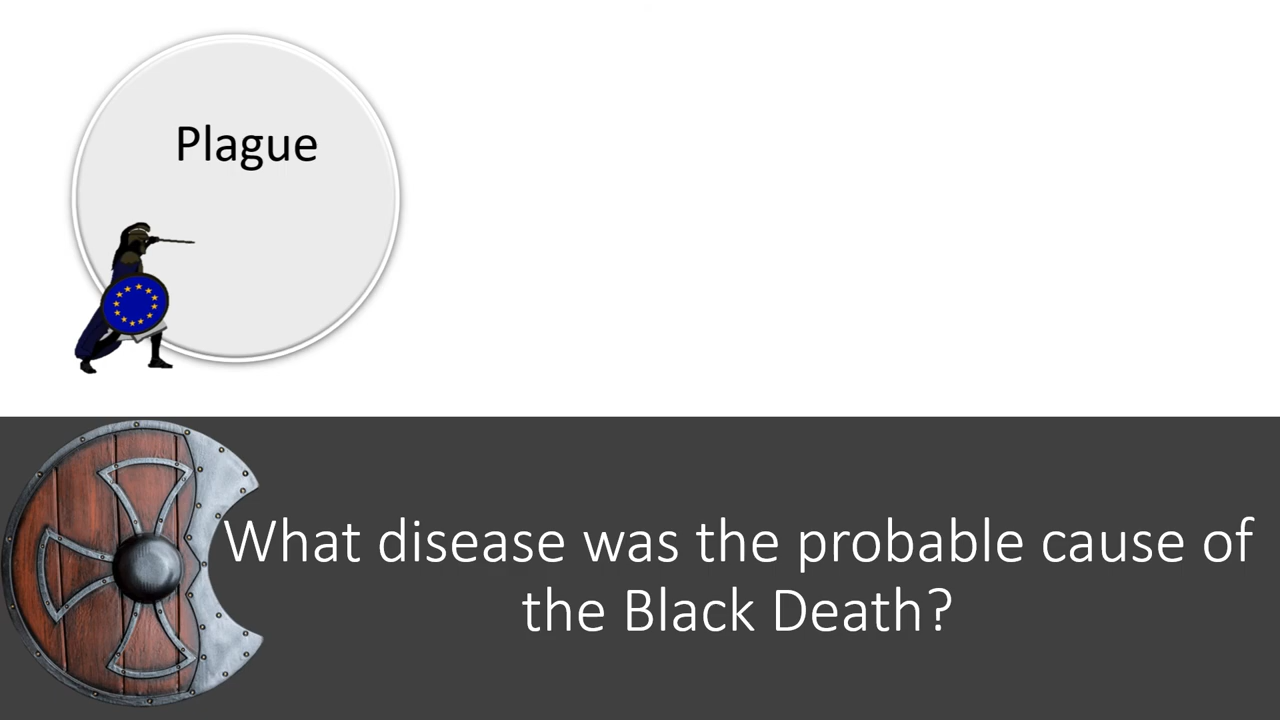 Plague
What disease was the probable cause of
the Black Death?